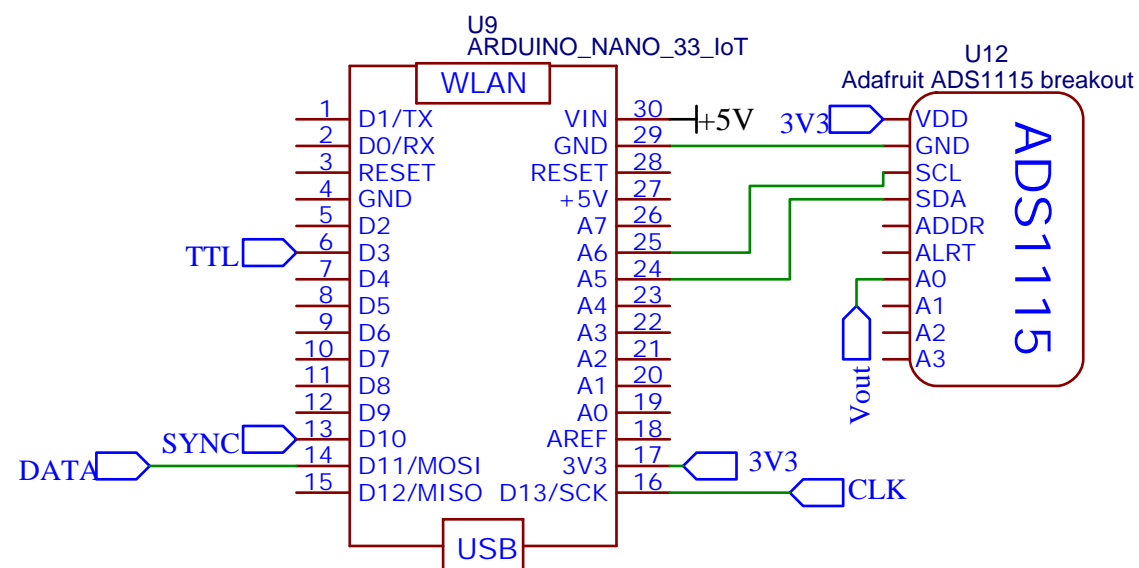 U9
ARDUINO_NANO_33_IoT
WLAN
1 D1/TX
2 D0/RX
3 RESET
4 GND
5 D2
TTL 6 D3
7 D4
8 D5
9 D6
10 D7
11 D8
12 D9
SYNC 13 D10
DATA 14 D11/MOSI
15 D12/MISO
VIN 30 +5V
GND 29
RESET 28
+5V 27
A7 26
A6 25
A5 24
A4 23
A3 22
A2 21
A1 20
A0 19
AREF 18
3V3 17 3V3
D13/SCK 16 CLK
USB
U12
Adafruit ADS1115 breakout
3V3 VDD
GND
SCL
SDA
ADDR
ALRT
A0
A1
A2
A3
ADS1115
Vout